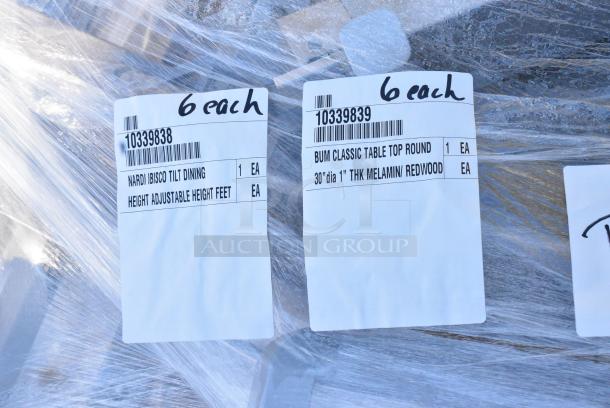 6 each
10339838
NARDI IBISCO TILT DINING 1 EA
HEIGHT ADJUSTABLE HEIGHT FEET EA
6 each
10339839
BUM CLASSIC TABLE TOP ROUND 1 EA
30"dia 1" THK MELAMIN/ REDWOOD EA
PCI
AUCTION GROUP